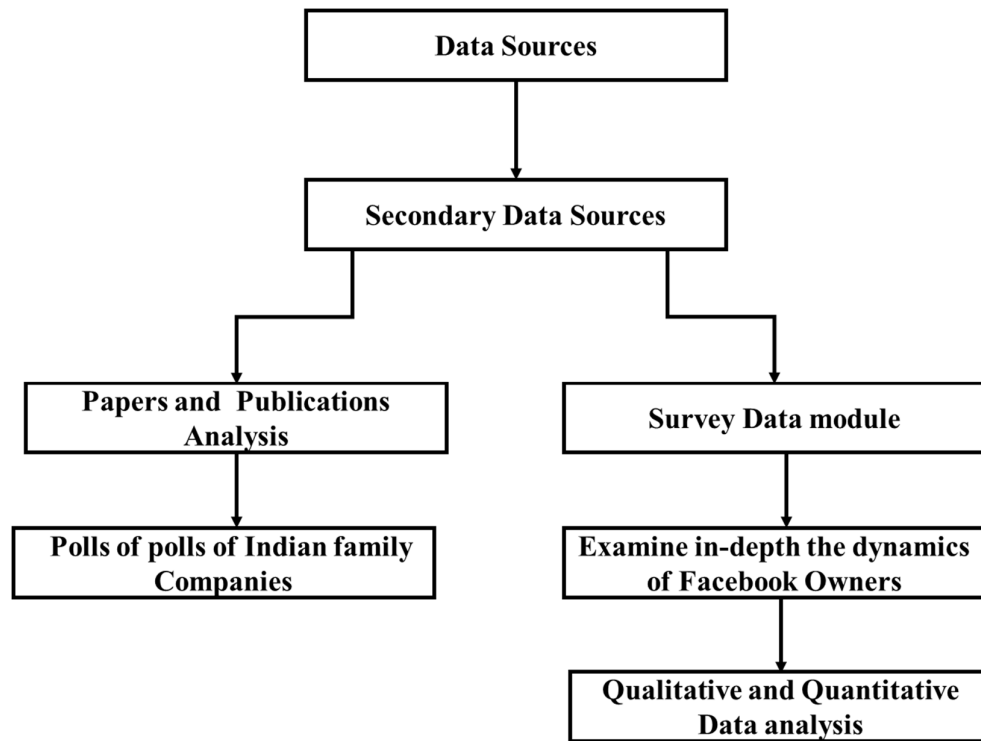 Data Sources
Secondary Data Sources
Papers and Publications
Analysis
Survey Data module
Polls of polls of Indian family
Companies
Examine in-depth the dynamics
of Facebook Owners
Qualitative and Quantitative
Data analysis